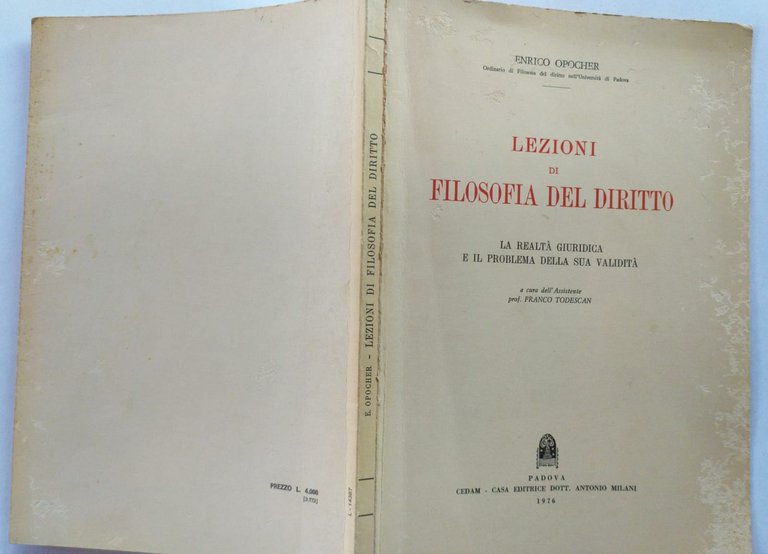 ENRICO OPOCHER
Ordinario di Filosofia del diritto nell'Università di Padova
LEZIONI
DI
FILOSOFIA DEL DIRITTO
LA REALTÀ GIURIDICA
E IL PROBLEMA DELLA SUA VALIDITÀ
a cura dell'Assistente
prof. FRANCO TODESCAN
PADOVA
CEDAM - CASA EDITRICE DOTT. ANTONIO MILANI
1976
E. OPOCHER - LEZIONI DI FILOSOFIA DEL DIRITTO
PREZZO L. 4.000